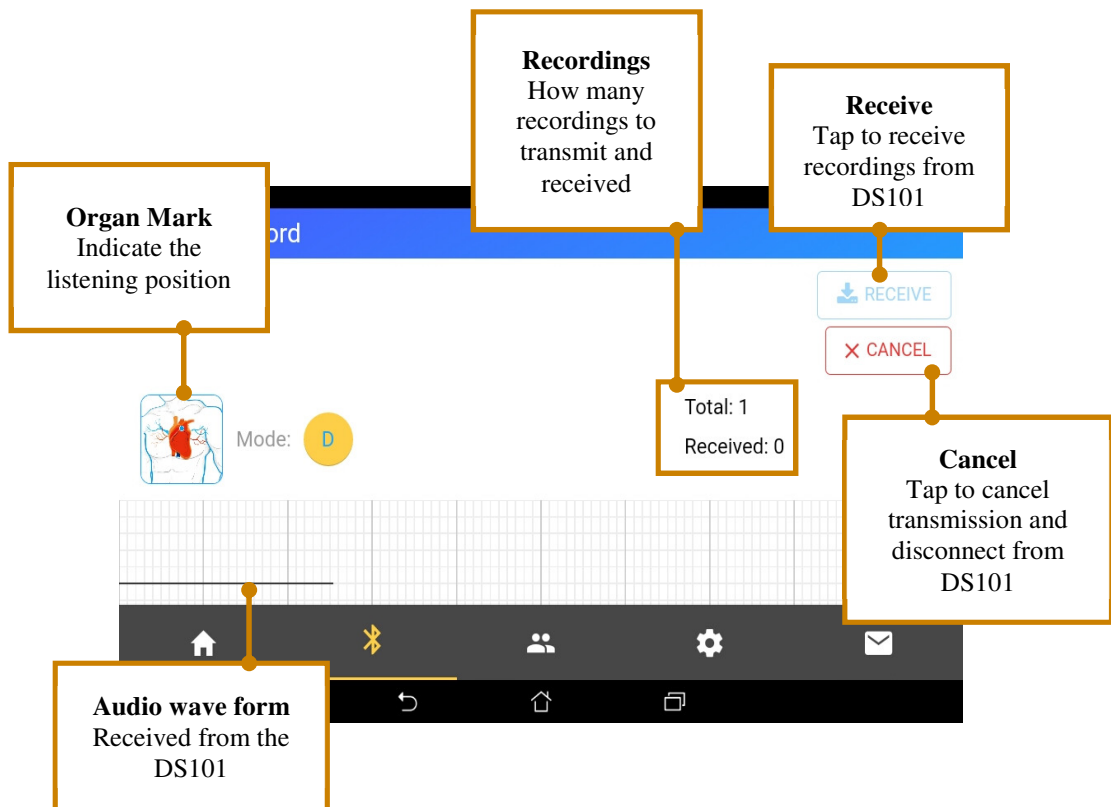 Recordings
How many
recordings to
transmit and
received
Receive
Tap to receive
recordings from
DS101
Organ Mark
Indicate the
listening position
ord
RECEIVE
CANCEL
Total: 1
Received: 0
Mode: D
Cancel
Tap to cancel
transmission and
disconnect from
DS101
Audio wave form
Received from the
DS101